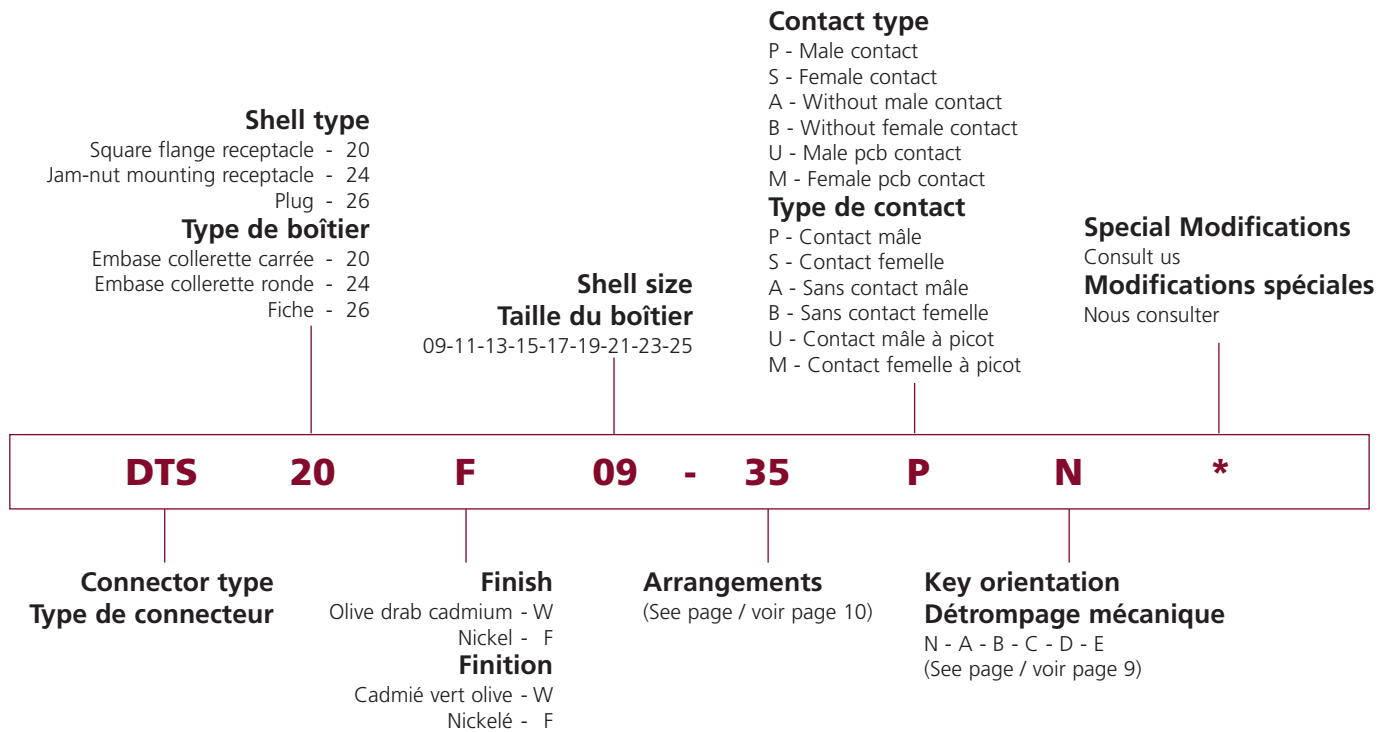 Shell type
Square flange receptacle - 20
Jam-nut mounting receptacle - 24
Plug - 26
Type de boîtier
Embase collerette carrée - 20
Embase collerette ronde - 24
Fiche - 26
Shell size
Taille du boîtier
09-11-13-15-17-19-21-23-25
Contact type
P - Male contact
S - Female contact
A - Without male contact
B - Without female contact
U - Male pcb contact
M - Female pcb contact
Type de contact
P - Contact mâle
S - Contact femelle
A - Sans contact mâle
B - Sans contact femelle
U - Contact mâle à picot
M - Contact femelle à picot
Special Modifications
Consult us
Modifications spéciales
Nous consulter
DTS 20 F 09 - 35 P N *
Connector type
Type de connecteur
Finish
Olive drab cadmium - W
Nickel - F
Finition
Cadmié vert olive - W
Nickelé - F
Arrangements
(See page / voir page 10)
Key orientation
Détrompage mécanique
N - A - B - C - D - E
(See page / voir page 9)